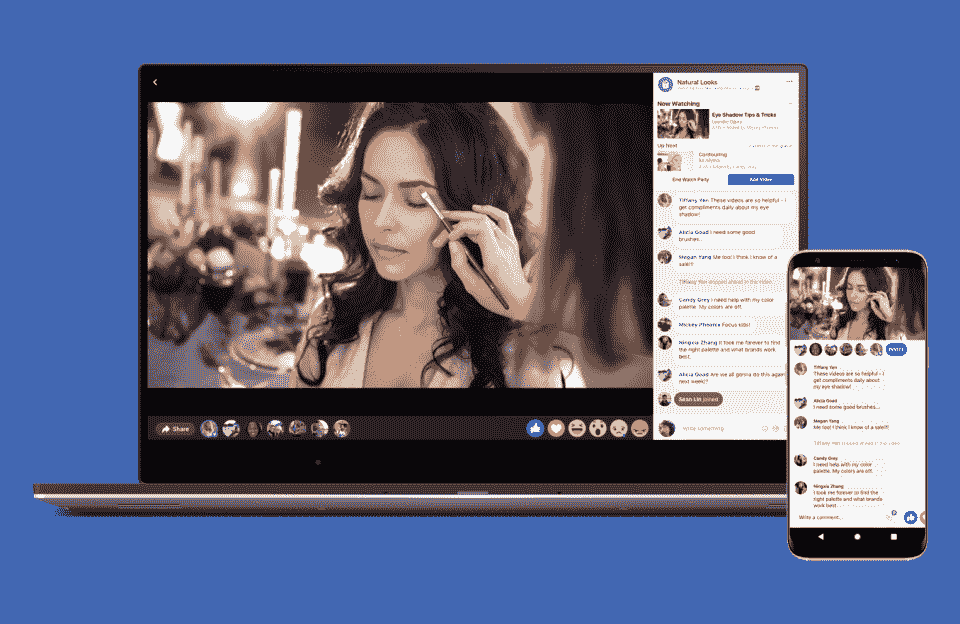 Natural Looks
Now Watching
Eye Shadow Tips & Tricks
Up Next
Contouring
End Watch Party
Add Video
Tiffany Yen These videos are so helpful - I
get compliments daily about my eye
shadow!
Alicia Goad I need some good
brushes..
Megan Yang Me too! I think I know of a
sale!!!
Tiffany Yen skipped ahead in this video
Candy Grey I need help with my color
palette. My colors are off.
Focus kids!
Ningxia Zhang It took me forever to find
the right palette and what brands work
best.
Alicia Goad Are we all gonna do this again
next week!?
Sean Lin joined
Share
Write something
INVITE
Tiffany Yen
These videos are so helpful - I
get compliments daily about
my eye shadow!
Alicia Goad
I need some good brushes...
Megan Yang
Me too! I think I know of a sale!!!
Candy Grey
I need help with my color
palette. My colors are off.
Ningxia Zhang
It took me forever to find the
right palette and what brands
work best.
Write a comment...